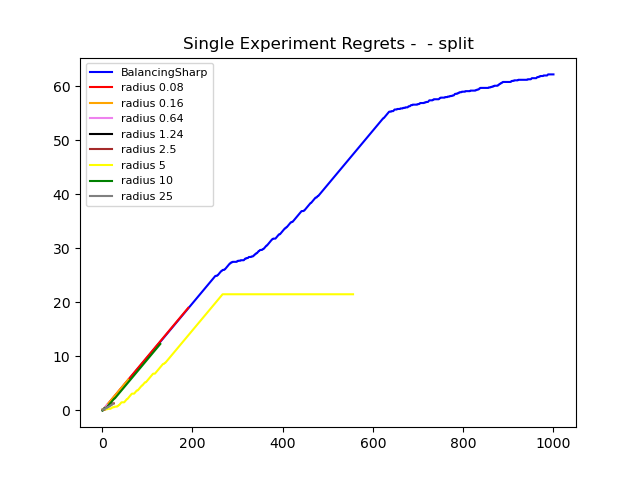 Single Experiment Regrets -  - split
BalancingSharp
radius 0.08
radius 0.16
radius 0.64
radius 1.24
radius 2.5
radius 5
radius 10
radius 25
60
50
40
30
20
10
0
0 200 400 600 800 1000